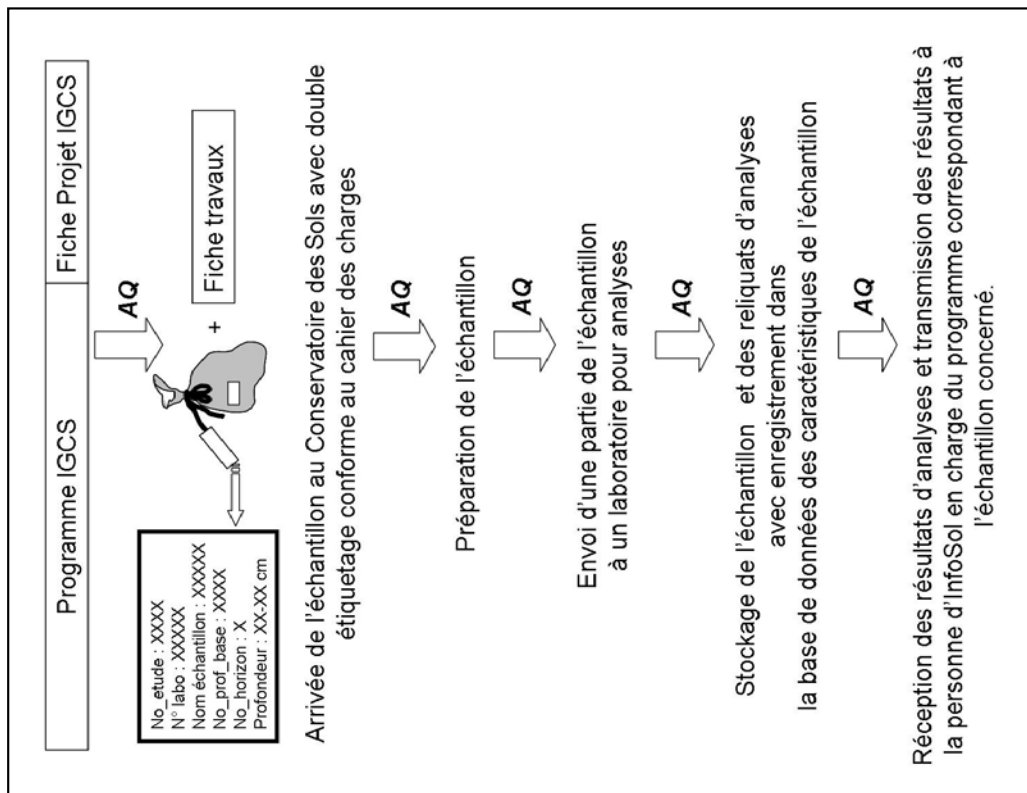 Programme IGCS
Fiche Projet IGCS
AQ
No_etude : XXXX
N° labo : XXXXX
Nom échantillon : XXXXX
No_prof_base : XXXX
No_horizon : X
Profondeur : XX-XX cm
+
Fiche travaux
Arrivée de l'échantillon au Conservatoire des Sols avec double
étiquetage conforme au cahier des charges
AQ
Préparation de l'échantillon
AQ
Envoi d'une partie de l'échantillon
à un laboratoire pour analyses
AQ
Stockage de l'échantillon et des reliquats d'analyses
avec enregistrement dans
la base de données des caractéristiques de l'échantillon
AQ
Réception des résultats d'analyses et transmission des résultats à
la personne d'InfoSol en charge du programme correspondant à
l'échantillon concerné.